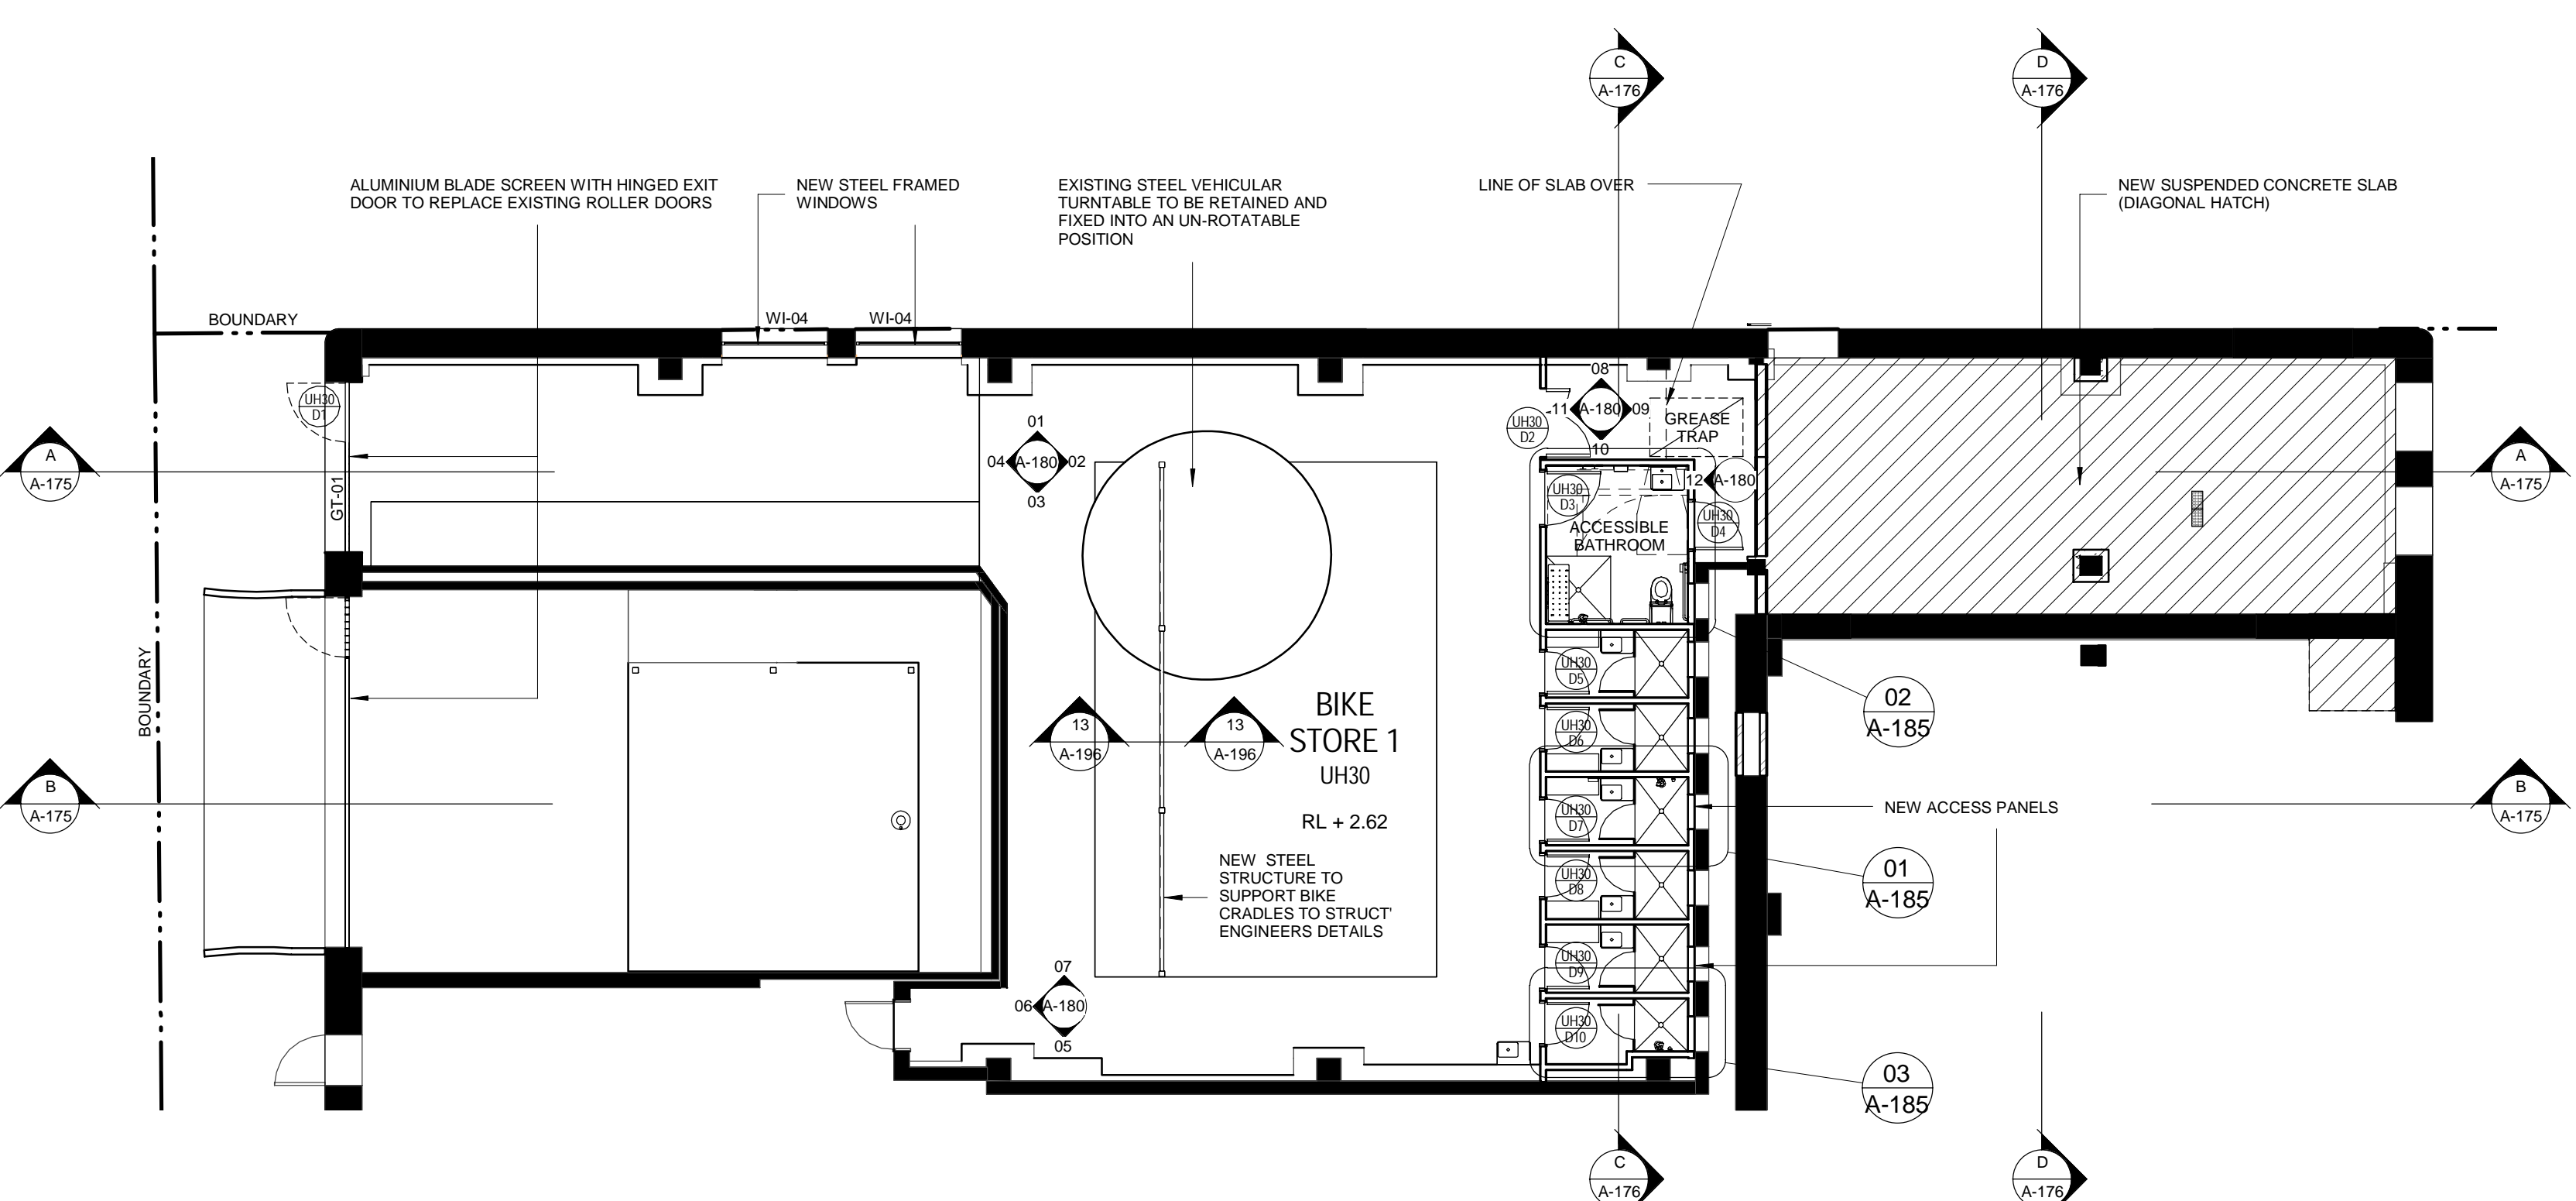 C
A-176
D
A-176
ALUMINIUM BLADE SCREEN WITH HINGED EXIT
DOOR TO REPLACE EXISTING ROLLER DOORS
NEW STEEL FRAMED
WINDOWS
EXISTING STEEL VEHICULAR
TURNTABLE TO BE RETAINED AND
FIXED INTO AN UN-ROTATABLE
POSITION
LINE OF SLAB OVER
NEW SUSPENDED CONCRETE SLAB
(DIAGONAL HATCH)
BOUNDARY
WI-04
WI-04
UH30
D1
01
04 A-180 02
03
08
11 A-180 09
10
UH30
D2
GREASE
TRAP
A
A-175
GT-01
UH30
D3
12 A-180
UH30
D4
ACCESSIBLE
BATHROOM
A
A-175
BOUNDARY
UH30
D5
02
A-185
BIKE
STORE 1
UH30
RL + 2.62
13
A-196
13
A-196
UH30
D6
B
A-175
UH30
D7
NEW ACCESS PANELS
B
A-175
NEW STEEL
STRUCTURE TO
SUPPORT BIKE
CRADLES TO STRUCT'
ENGINEERS DETAILS
UH30
D8
01
A-185
UH30
D9
07
06 A-180
05
UH30
D10
03
A-185
C
A-176
D
A-176